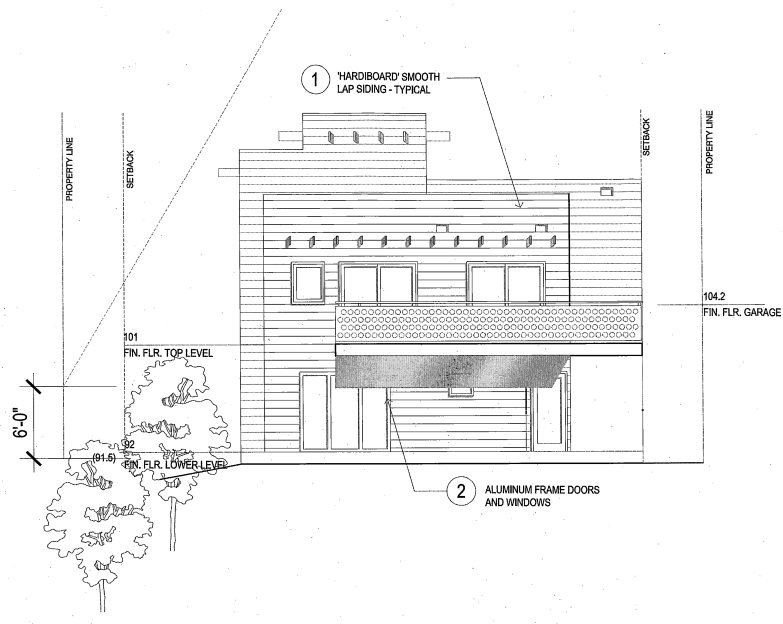 1
'HARDIBOARD' SMOOTH
LAP SIDING - TYPICAL
PROPERTY LINE
SETBACK
SETBACK
PROPERTY LINE
104.2
FIN. FLR. GARAGE
101
FIN. FLR. TOP LEVEL
6'-0"
92
(91.5)
FIN. FLR. LOWER LEVEL
2
ALUMINUM FRAME DOORS
AND WINDOWS